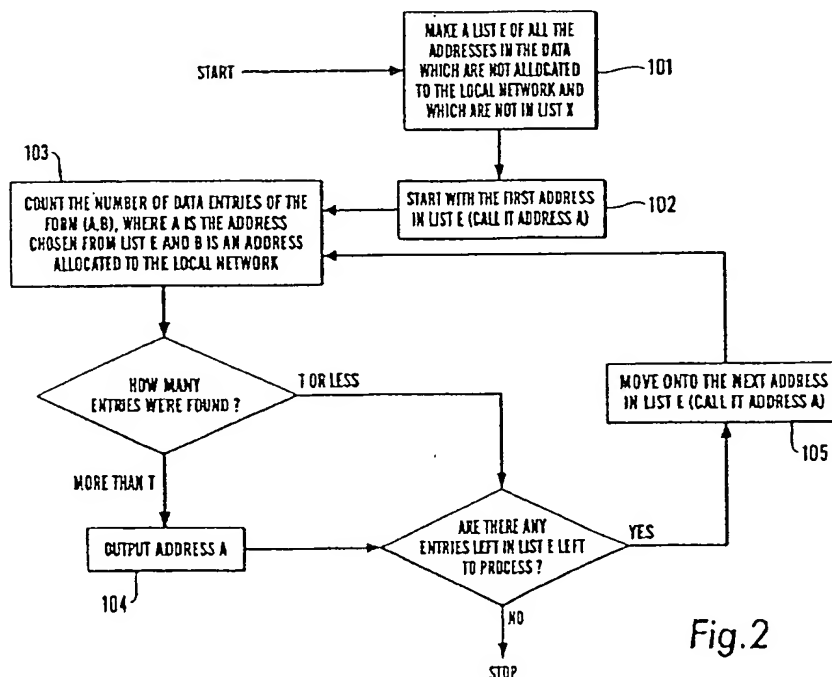 MAKE A LIST E OF ALL THE
ADDRESSES IN THE DATA
WHICH ARE NOT ALLOCATED
TO THE LOCAL NETWORK AND
WHICH ARE NOT IN LIST X
START
101
103
COUNT THE NUMBER OF DATA ENTRIES OF THE
FORM (A,B), WHERE A IS THE ADDRESS
CHOSEN FROM LIST E AND B IS AN ADDRESS
ALLOCATED TO THE LOCAL NETWORK
START WITH THE FIRST ADDRESS
IN LIST E (CALL IT ADDRESS A)
102
HOW MANY
ENTRIES WERE FOUND ?
T OR LESS
MOVE ONTO THE NEXT ADDRESS
IN LIST E (CALL IT ADDRESS A)
105
MORE THAN T
OUTPUT ADDRESS A
104
ARE THERE ANY
ENTRIES LEFT IN LIST E LEFT
TO PROCESS ?
YES
NO
STOP
Fig.2